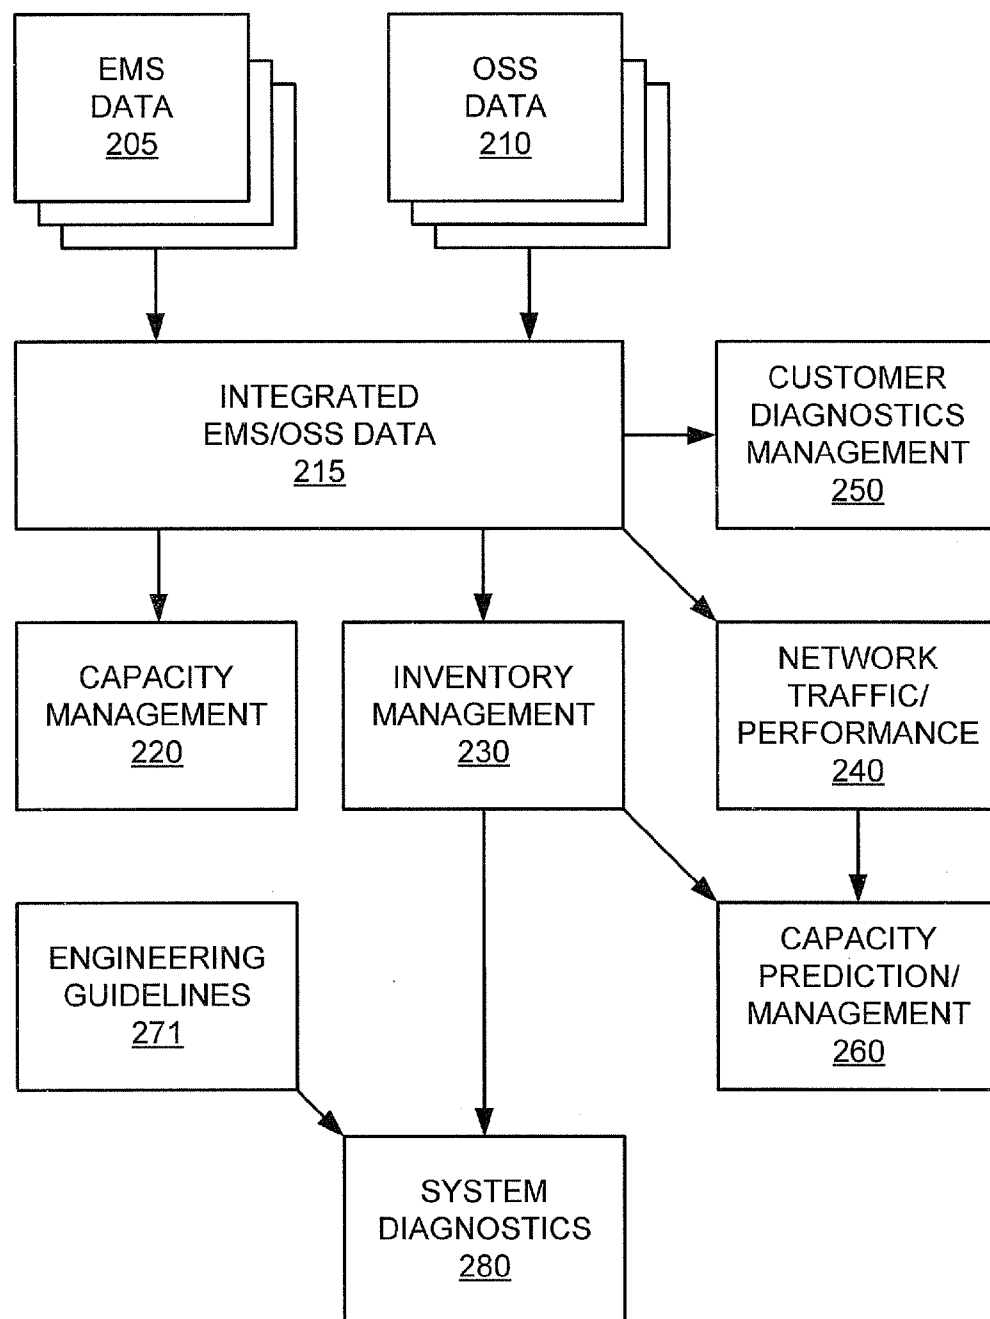 EMS
DATA
205
OSS
DATA
210
INTEGRATED
EMS/OSS DATA
215
CUSTOMER
DIAGNOSTICS
MANAGEMENT
250
CAPACITY
MANAGEMENT
220
INVENTORY
MANAGEMENT
230
NETWORK
TRAFFIC/
PERFORMANCE
240
ENGINEERING
GUIDELINES
271
CAPACITY
PREDICTION/
MANAGEMENT
260
SYSTEM
DIAGNOSTICS
280